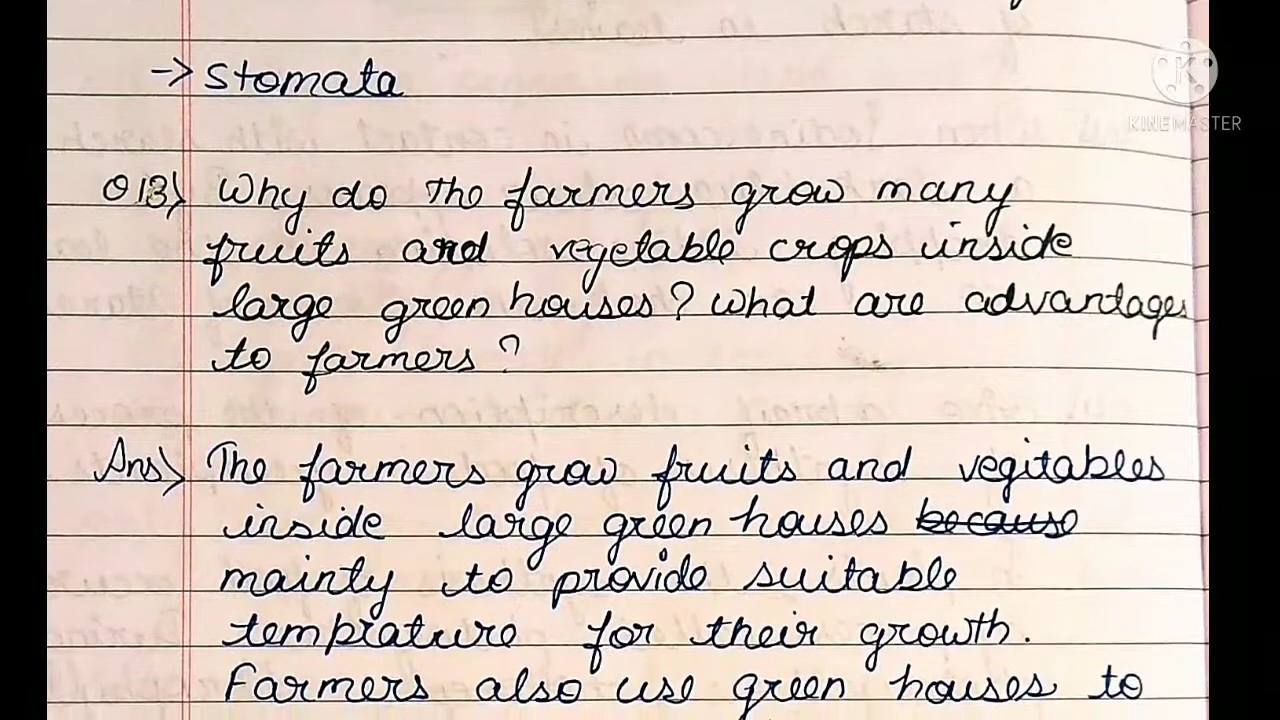 -> Stomata
KINEMASTER
Q 13) Why do the farmers grow many
fruits and vegetable crops inside
large green houses? What are advantages
to farmers?
Ans) The farmers grow fruits and vegitables
inside large green houses because
mainly to provide suitable
temprature for their growth.
Farmers also use green houses to